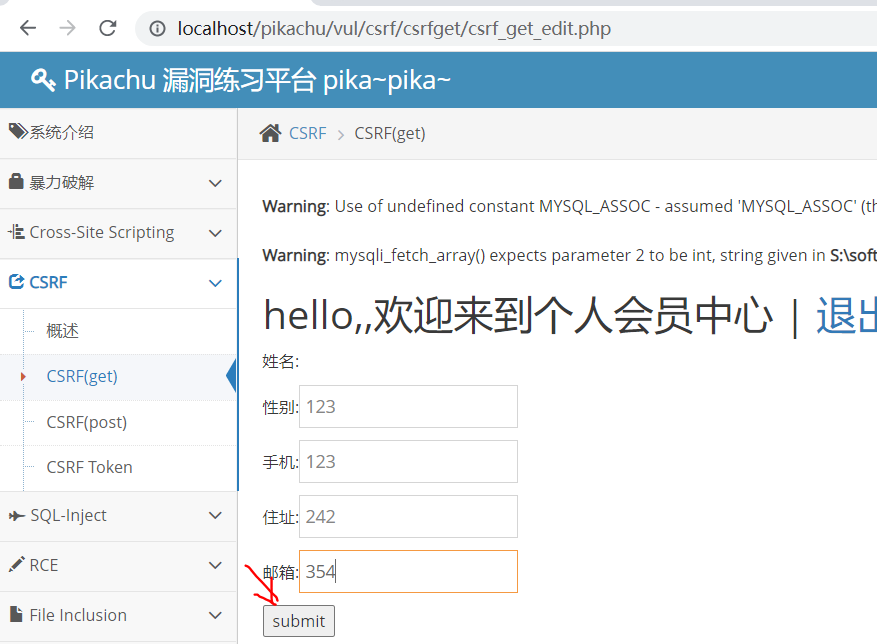 localhost/pikachu/vul/csrf/csrfget/csrf_get_edit.php
Pikachu 漏洞练习平台 pika~pika~
系统介绍
暴力破解
Cross-Site Scripting
CSRF
概述
CSRF(get)
CSRF(post)
CSRF Token
SQL-Inject
RCE
File Inclusion
CSRF > CSRF(get)
Warning: Use of undefined constant MYSQL_ASSOC - assumed 'MYSQL_ASSOC' (th
Warning: mysqli_fetch_array() expects parameter 2 to be int, string given in S:\soft
hello,,欢迎来到个人会员中心 | 退出
姓名:
性别: 123
手机: 123
住址: 242
邮箱: 354
submit